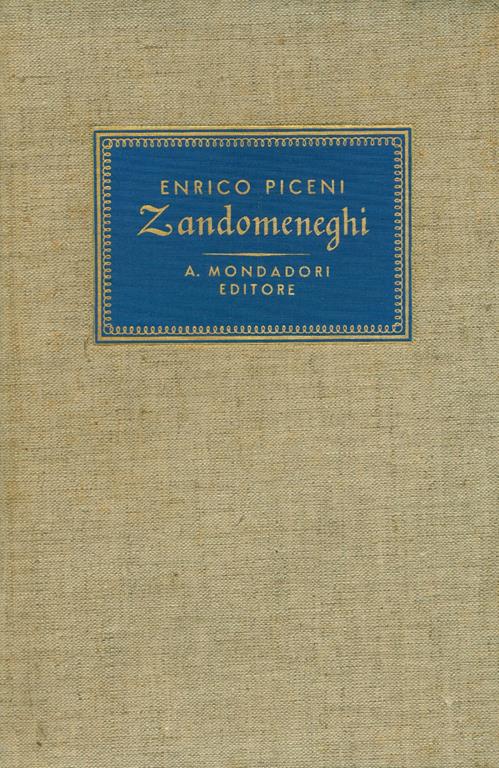 ENRICO PICENI
Zandomeneghi
A. MONDADORI
EDITORE